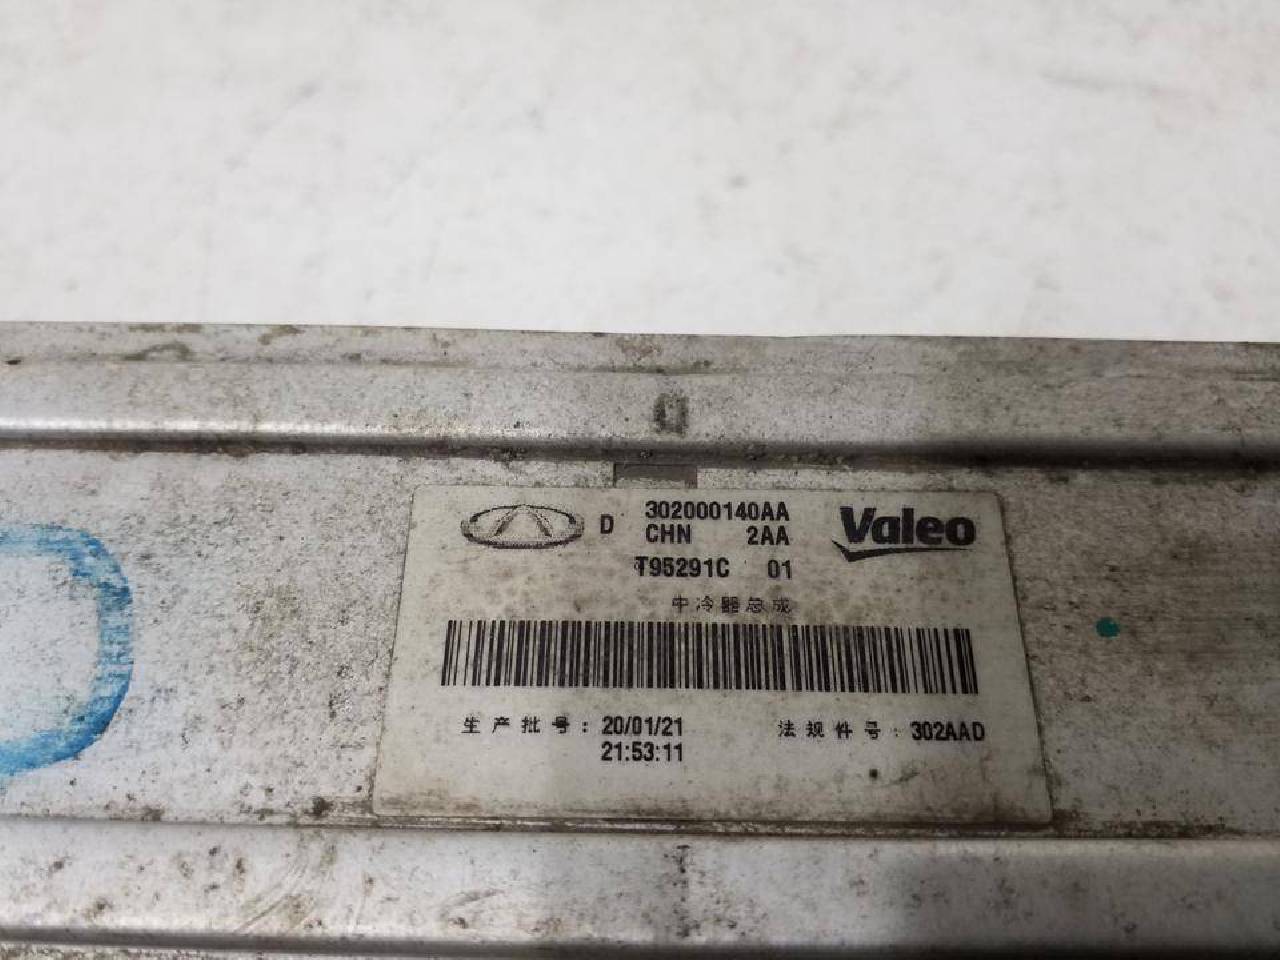 0
D 302000140AA
Valeo
CHN 2AA
T95291C 01
中冷器总成
生产批号: 20/01/21
21:53:11
法规件号: 302AAD